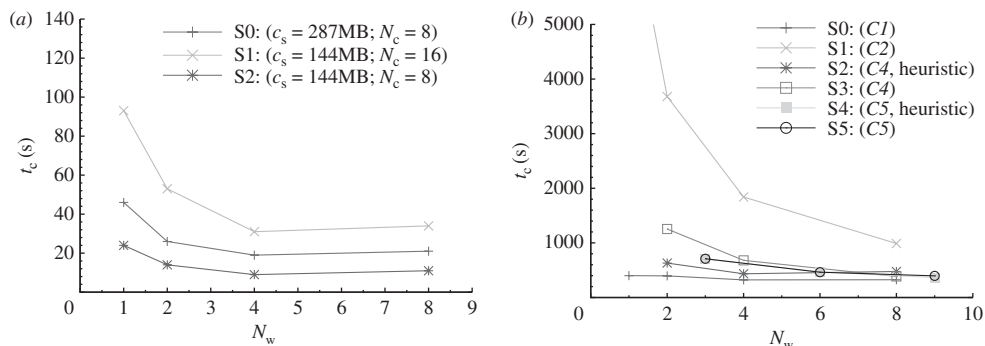 (a)
140
120
100
80
60
40
20
0
1 2 3 4 5 6 7 8 9
t_c (s)
N_w
S0: (c_s = 287MB; N_c = 8)
S1: (c_s = 144MB; N_c = 16)
S2: (c_s = 144MB; N_c = 8)
(b)
5000
4000
3000
2000
1000
0
2 4 6 8 10
t_c (s)
N_w
S0: (C1)
S1: (C2)
S2: (C4, heuristic)
S3: (C4)
S4: (C5, heuristic)
S5: (C5)